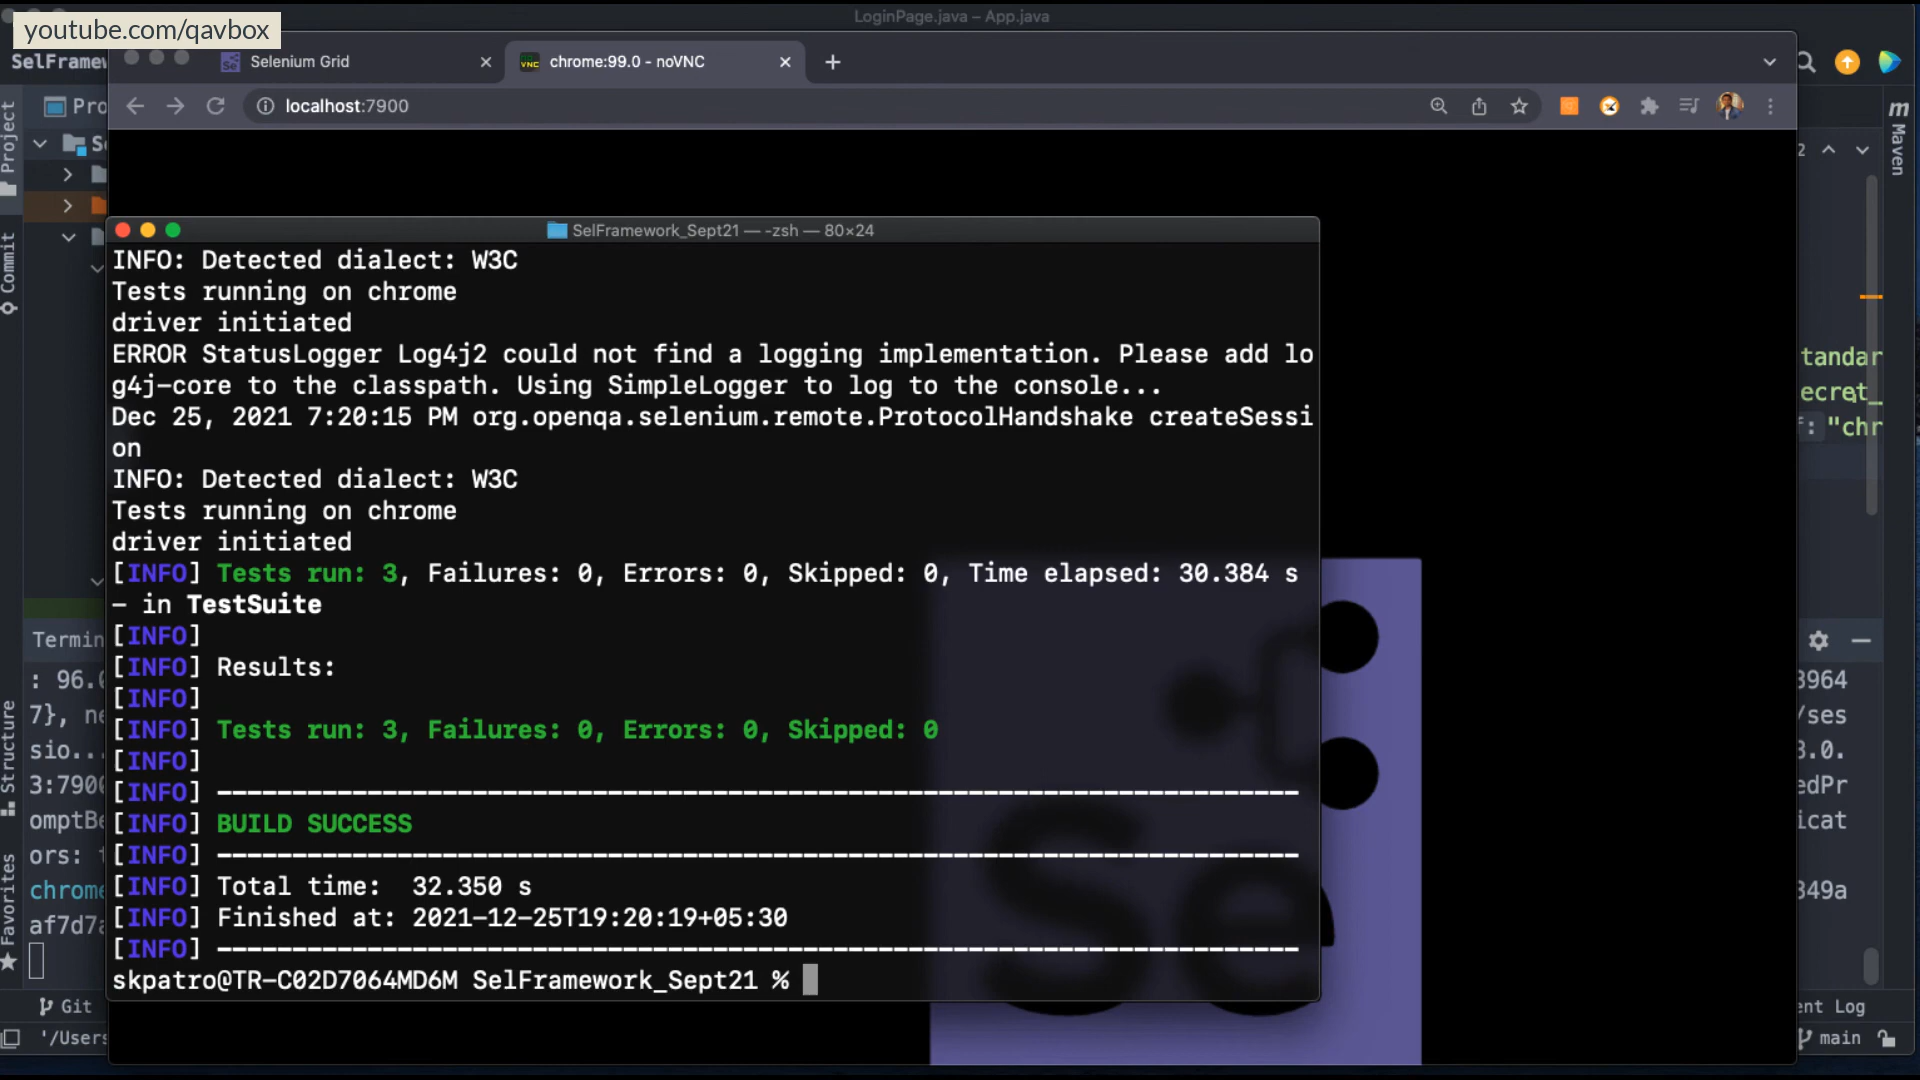 LoginPage.java – App.java
youtube.com/qavbox
Selenium Grid
chrome:99.0 - noVNC
localhost:7900
Project
Commit
Structure
Favorites
Maven
SelFramework_Sept21 — -zsh — 80×24
INFO: Detected dialect: W3C
Tests running on chrome
driver initiated
ERROR StatusLogger Log4j2 could not find a logging implementation. Please add lo
g4j-core to the classpath. Using SimpleLogger to log to the console...
Dec 25, 2021 7:20:15 PM org.openqa.selenium.remote.ProtocolHandshake createSessi
on
INFO: Detected dialect: W3C
Tests running on chrome
driver initiated
[INFO] Tests run: 3, Failures: 0, Errors: 0, Skipped: 0, Time elapsed: 30.384 s
– in TestSuite
[INFO]
[INFO] Results:
[INFO]
[INFO] Tests run: 3, Failures: 0, Errors: 0, Skipped: 0
[INFO]
[INFO] ------------------------------------------------------------------------
[INFO] BUILD SUCCESS
[INFO] ------------------------------------------------------------------------
[INFO] Total time:  32.350 s
[INFO] Finished at: 2021-12-25T19:20:19+05:30
[INFO] ------------------------------------------------------------------------
skpatro@TR-C02D7064MD6M SelFramework_Sept21 %
Se
Git
main